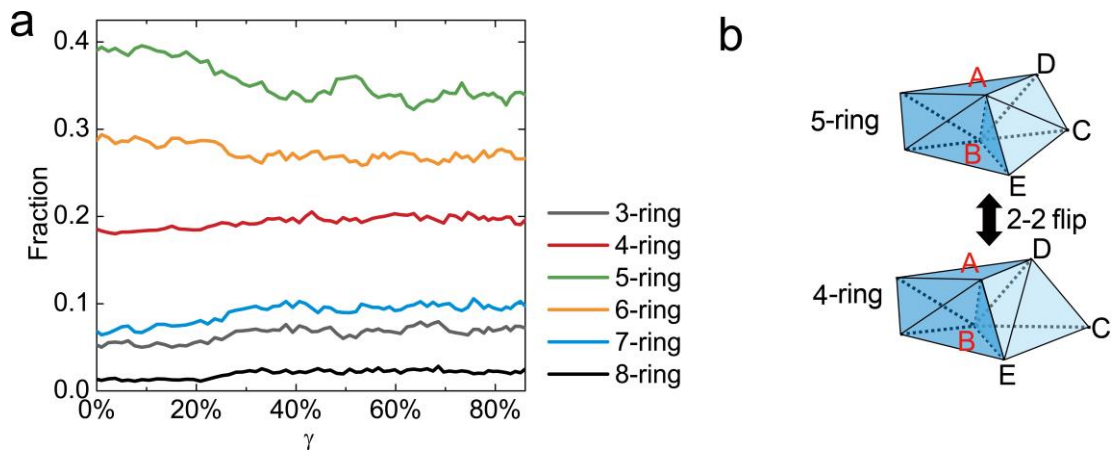 a
0.4
0.3
0.2
0.1
0.0
Fraction
0%
20%
40%
60%
80%
γ
3-ring
4-ring
5-ring
6-ring
7-ring
8-ring
b
5-ring
A
B
C
D
E
2-2 flip
4-ring
A
B
C
D
E